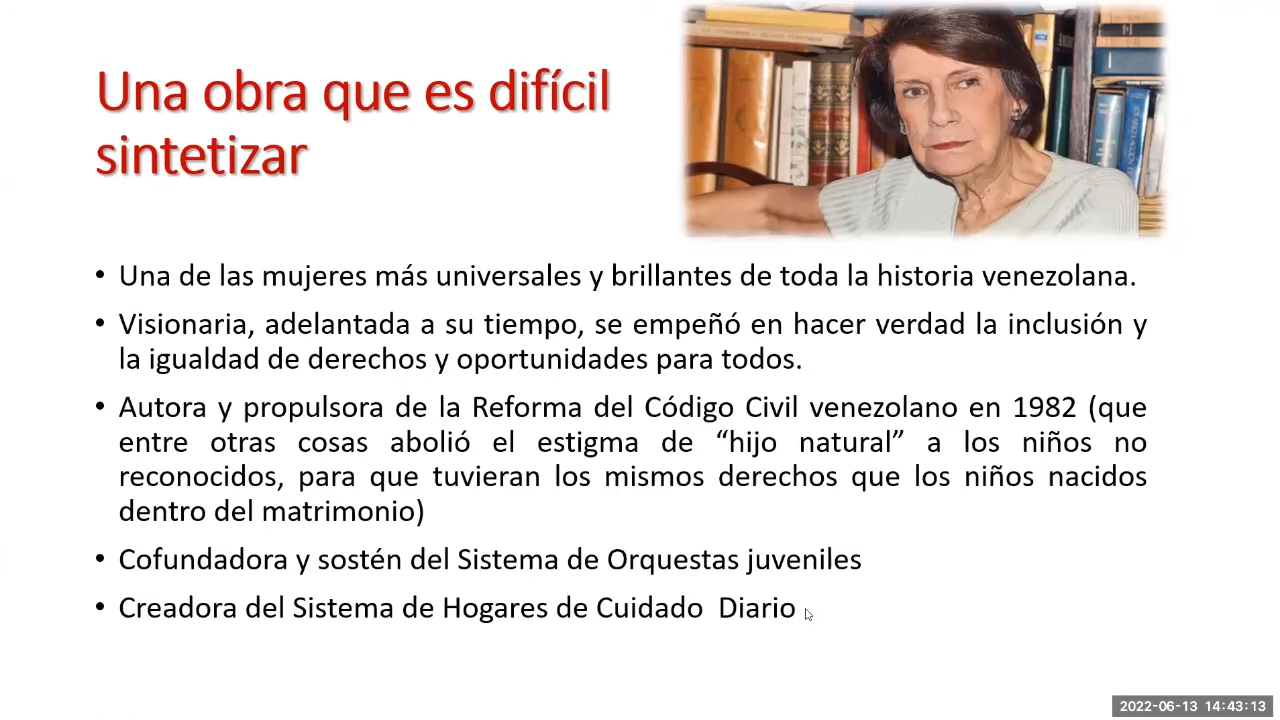 Una obra que es difícil
sintetizar
• Una de las mujeres más universales y brillantes de toda la historia venezolana.
• Visionaria, adelantada a su tiempo, se empeñó en hacer verdad la inclusión y
la igualdad de derechos y oportunidades para todos.
• Autora y propulsora de la Reforma del Código Civil venezolano en 1982 (que
entre otras cosas abolió el estigma de “hijo natural” a los niños no
reconocidos, para que tuvieran los mismos derechos que los niños nacidos
dentro del matrimonio)
• Cofundadora y sostén del Sistema de Orquestas juveniles
• Creadora del Sistema de Hogares de Cuidado  Diario
2022-06-13 14:43:13